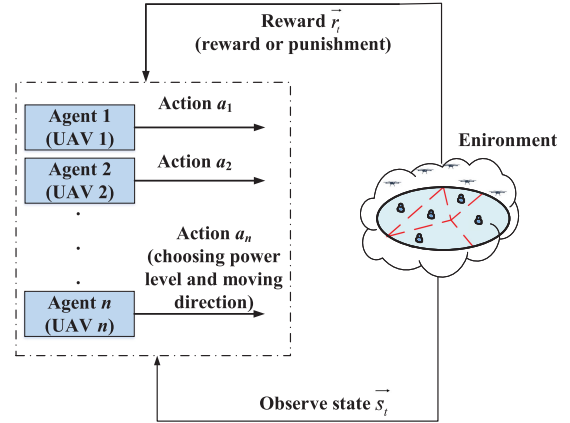 Reward r⃗ₜ
(reward or punishment)
Agent 1
(UAV 1)
Action a₁
Agent 2
(UAV 2)
Action a₂
Enironment
Action aₙ
(choosing power
level and moving
direction)
Agent n
(UAV n)
Observe state s⃗ₜ